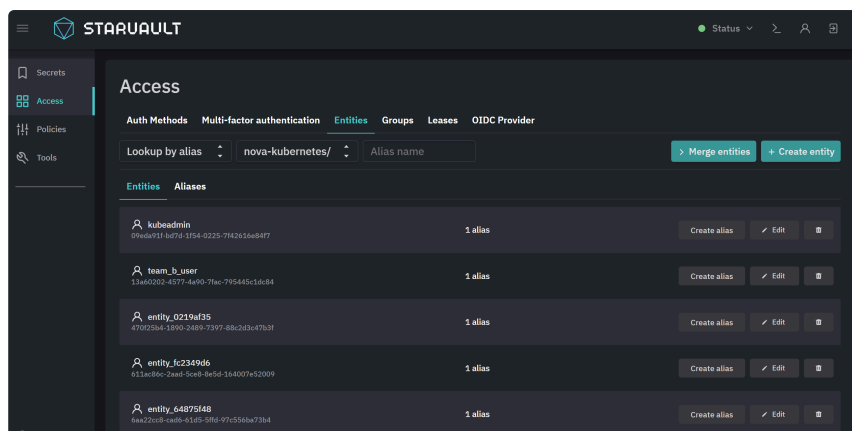 STARVAULT
Status
Secrets
Access
Policies
Tools
Access
Auth Methods Multi-factor authentication Entities Groups Leases OIDC Provider
Lookup by alias nova-kubernetes/ Alias name > Merge entities + Create entity
Entities Aliases
kubeadmin
09eda91f-bd7d-1f54-0225-7f42616e84f7
1 alias Create alias Edit
team_b_user
13a60202-4577-4a90-7fac-795445c1dc84
1 alias Create alias Edit
entity_0219af35
470f25b4-1890-2489-7397-88c2d3c47b3f
1 alias Create alias Edit
entity_fc2349d6
611ac86c-2aad-5ce8-8e5d-164007e52009
1 alias Create alias Edit
entity_64875f48
6aa22cc8-cad6-61d5-5ffd-97c556ba73b4
1 alias Create alias Edit